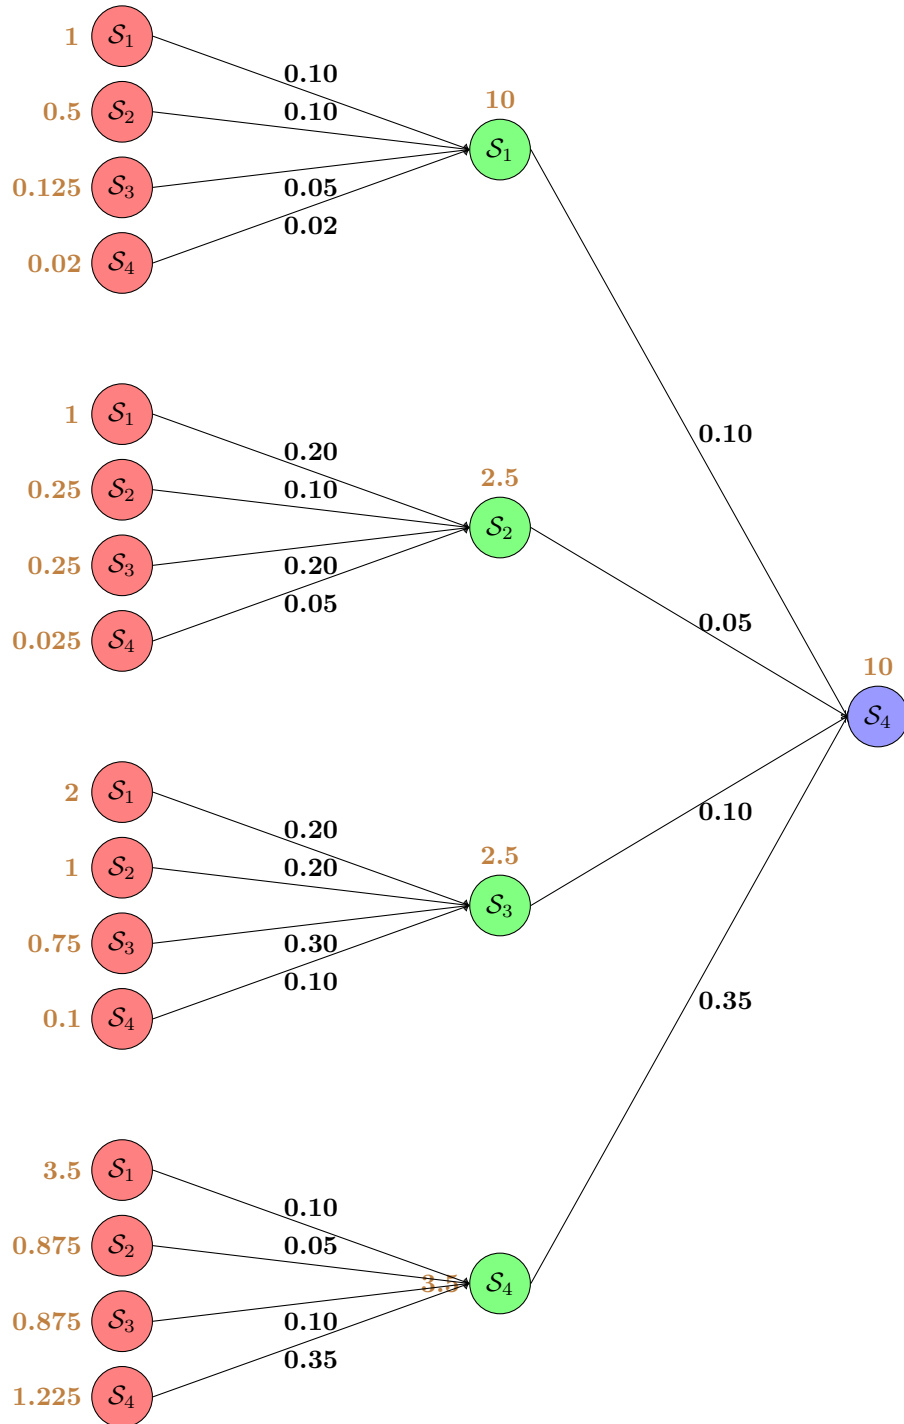 1 𝒮₁
0.10
0.5 𝒮₂
0.10
0.125 𝒮₃
0.05
0.02 𝒮₄
0.02
10
𝒮₁
1 𝒮₁
0.20
0.25 𝒮₂
0.10
0.25 𝒮₃
0.20
0.025 𝒮₄
0.05
2.5
𝒮₂
2 𝒮₁
0.20
1 𝒮₂
0.20
0.75 𝒮₃
0.30
0.1 𝒮₄
0.10
2.5
𝒮₃
3.5 𝒮₁
0.10
0.875 𝒮₂
0.05
0.875 𝒮₃
0.10
1.225 𝒮₄
0.35
3.5 𝒮₄
0.10
0.05
0.10
0.35
10
𝒮₄